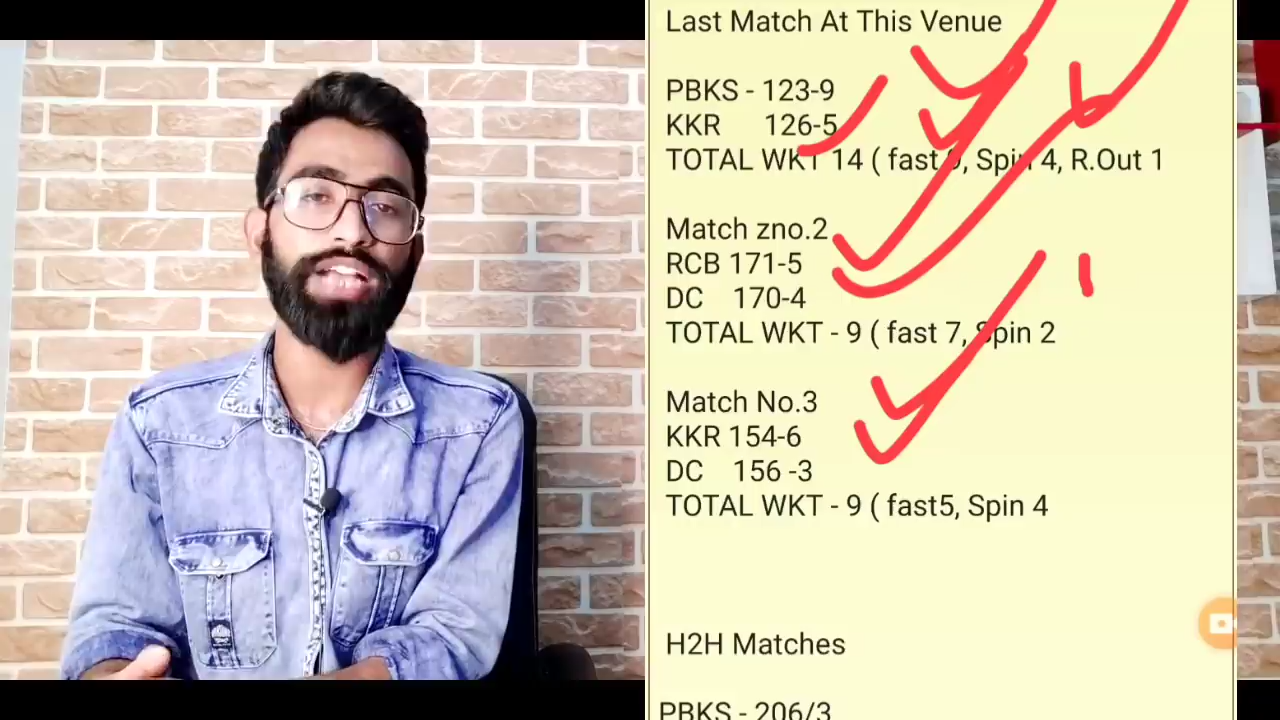 Last Match At This Venue
PBKS - 123-9
KKR 126-5
TOTAL WKT 14 ( fast 9, Spin 4, R.Out 1
Match zno.2
RCB 171-5
DC 170-4
TOTAL WKT - 9 ( fast 7, Spin 2
Match No.3
KKR 154-6
DC 156 -3
TOTAL WKT - 9 ( fast5, Spin 4
H2H Matches
PBKS - 206/3